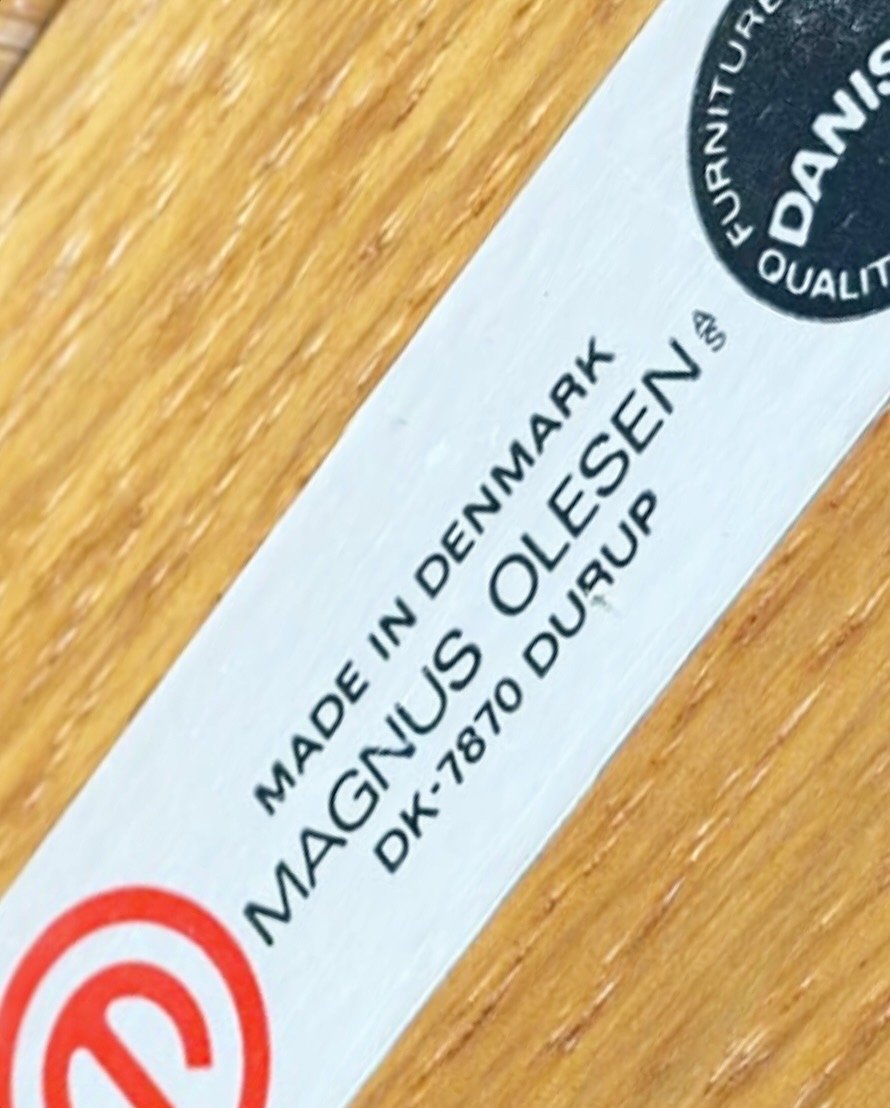 FURNITURE
DANIS
QUALIT
MADE IN DENMARK
MAGNUS OLESEN A/S
DK-7870 DURUP